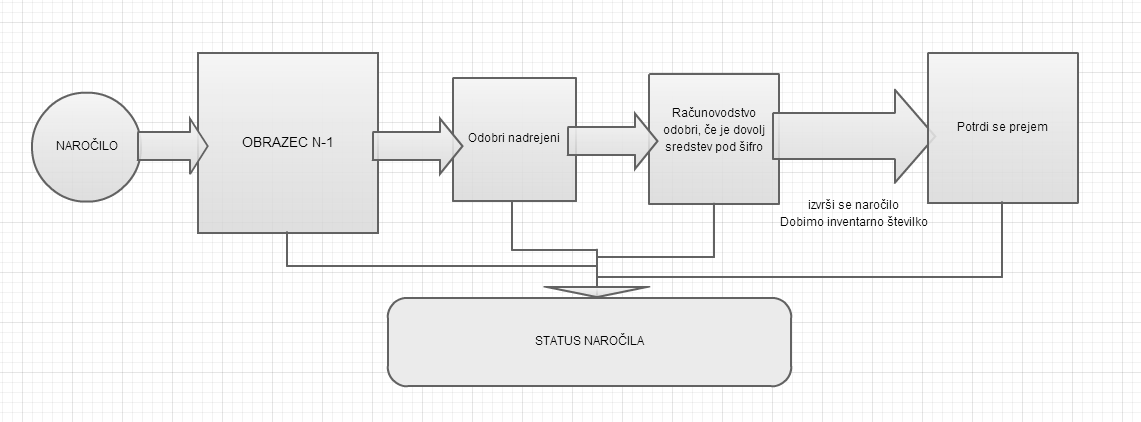 NAROČILO
OBRAZEC N-1
Odobri nadrejeni
Računovodstvo
odobri, če je dovolj
sredstev pod šifro
izvrši se naročilo
Dobimo inventarno številko
Potrdi se prejem
STATUS NAROČILA